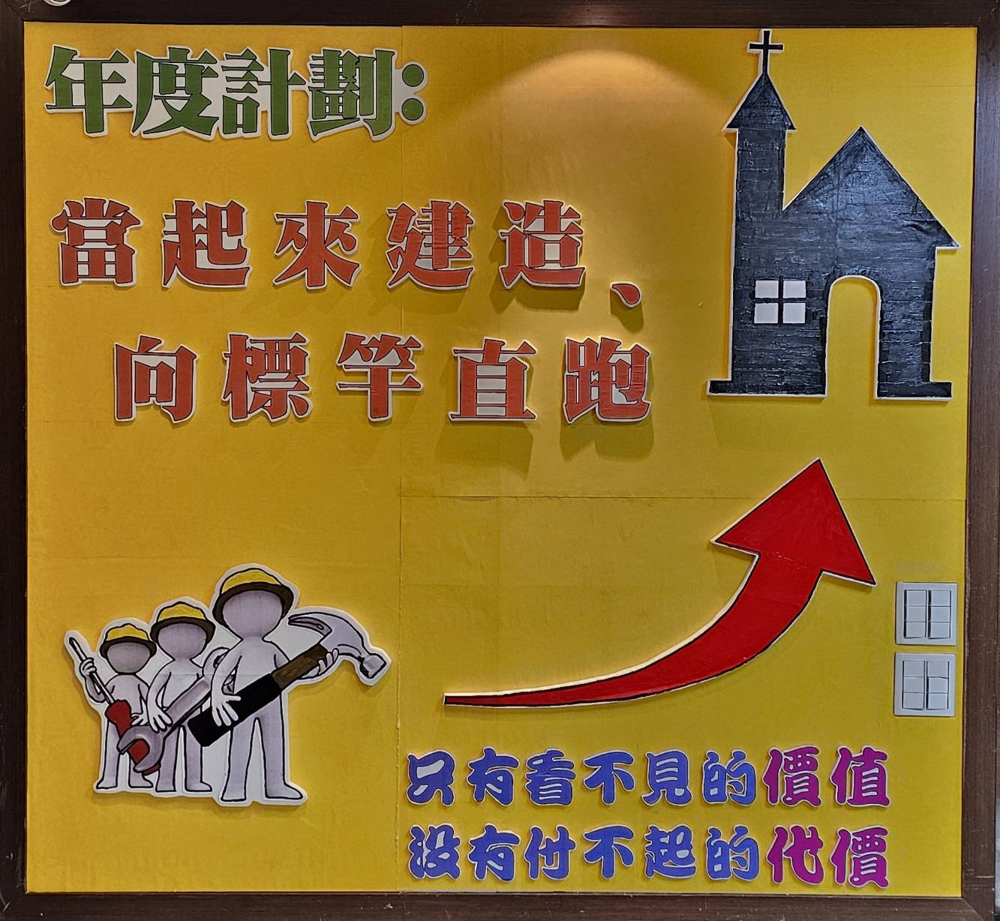 年度計劃:
當起來建造、
向標竿直跑
只有看不見的價值
沒有付不起的代價